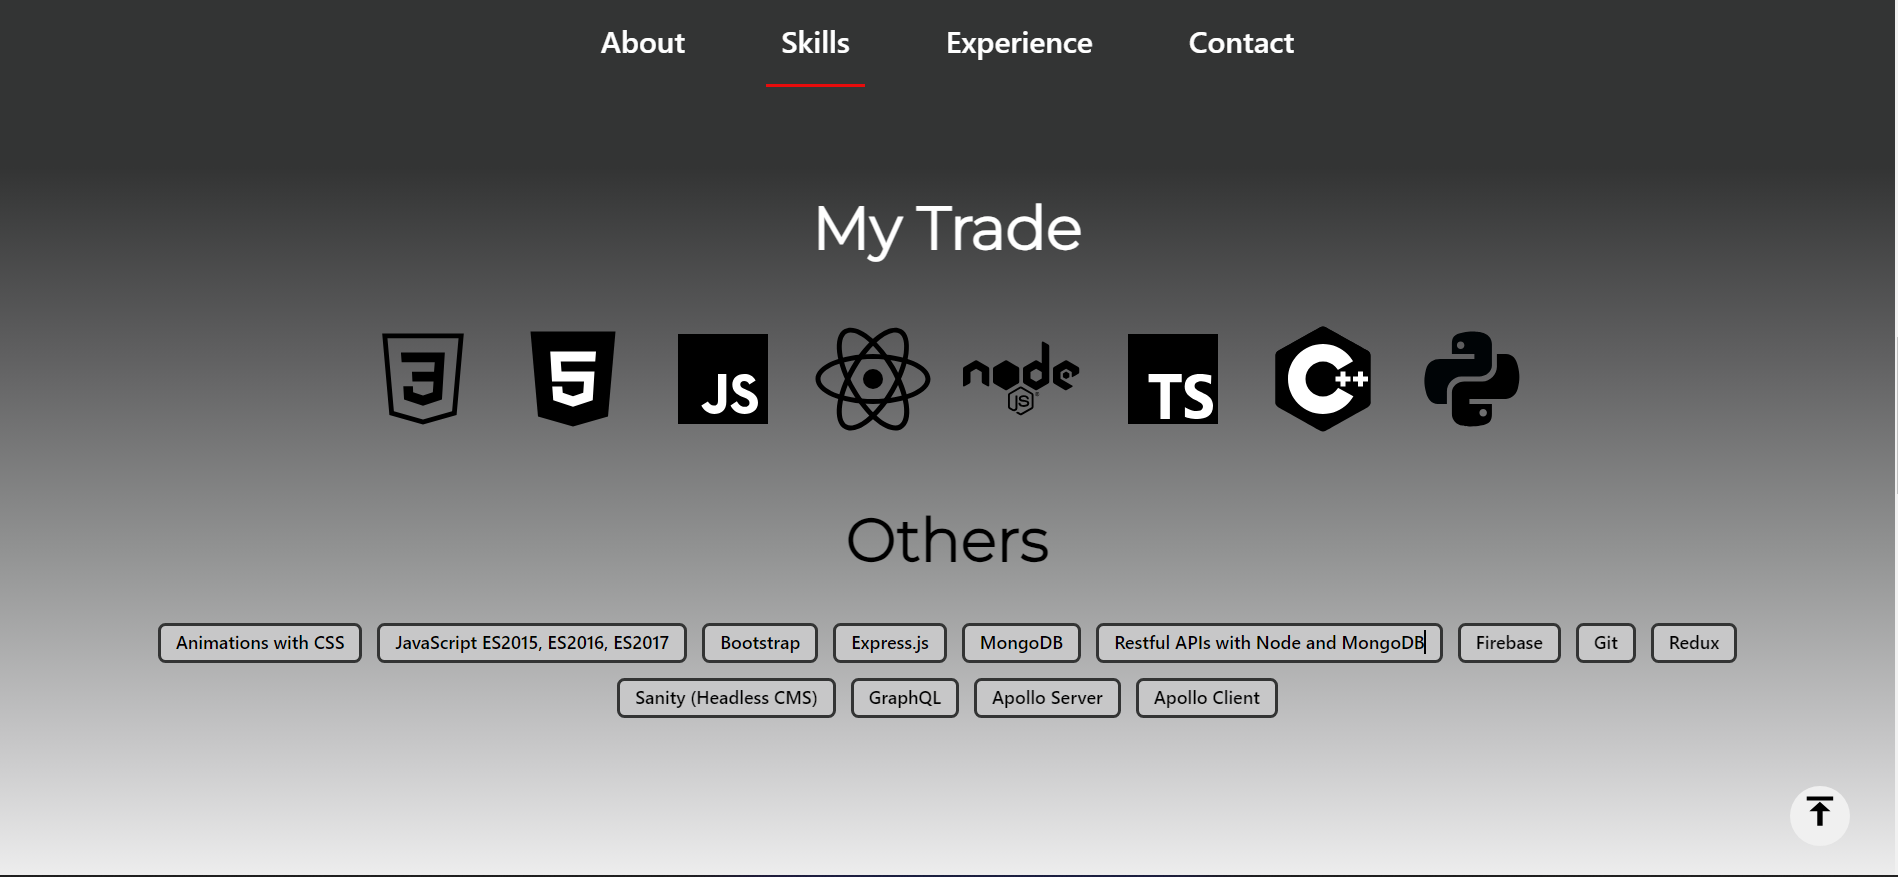 About Skills Experience Contact
My Trade
3 5 JS node JS TS C++
Others
Animations with CSS JavaScript ES2015, ES2016, ES2017 Bootstrap Express.js MongoDB Restful APIs with Node and MongoDB Firebase Git Redux
Sanity (Headless CMS) GraphQL Apollo Server Apollo Client